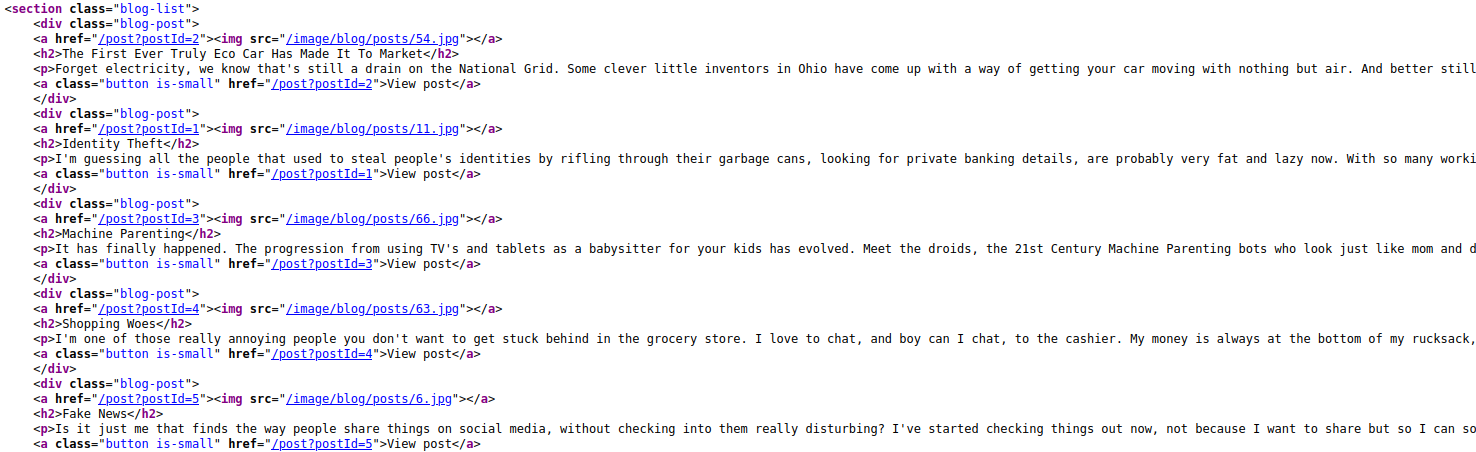 <section class="blog-list">
<div class="blog-post">
<a href="/post?postId=2"><img src="/image/blog/posts/54.jpg"></a>
<h2>The First Ever Truly Eco Car Has Made It To Market</h2>
<p>Forget electricity, we know that's still a drain on the National Grid. Some clever little inventors in Ohio have come up with a way of getting your car moving with nothing but air. And better still
<a class="button is-small" href="/post?postId=2">View post</a>
</div>
<div class="blog-post">
<a href="/post?postId=1"><img src="/image/blog/posts/11.jpg"></a>
<h2>Identity Theft</h2>
<p>I'm guessing all the people that used to steal people's identities by rifling through their garbage cans, looking for private banking details, are probably very fat and lazy now. With so many worki
<a class="button is-small" href="/post?postId=1">View post</a>
</div>
<div class="blog-post">
<a href="/post?postId=3"><img src="/image/blog/posts/66.jpg"></a>
<h2>Machine Parenting</h2>
<p>It has finally happened. The progression from using TV's and tablets as a babysitter for your kids has evolved. Meet the droids, the 21st Century Machine Parenting bots who look just like mom and d
<a class="button is-small" href="/post?postId=3">View post</a>
</div>
<div class="blog-post">
<a href="/post?postId=4"><img src="/image/blog/posts/63.jpg"></a>
<h2>Shopping Woes</h2>
<p>I'm one of those really annoying people you don't want to get stuck behind in the grocery store. I love to chat, and boy can I chat, to the cashier. My money is always at the bottom of my rucksack,
<a class="button is-small" href="/post?postId=4">View post</a>
</div>
<div class="blog-post">
<a href="/post?postId=5"><img src="/image/blog/posts/6.jpg"></a>
<h2>Fake News</h2>
<p>Is it just me that finds the way people share things on social media, without checking into them really disturbing? I've started checking things out now, not because I want to share but so I can so
<a class="button is-small" href="/post?postId=5">View post</a>